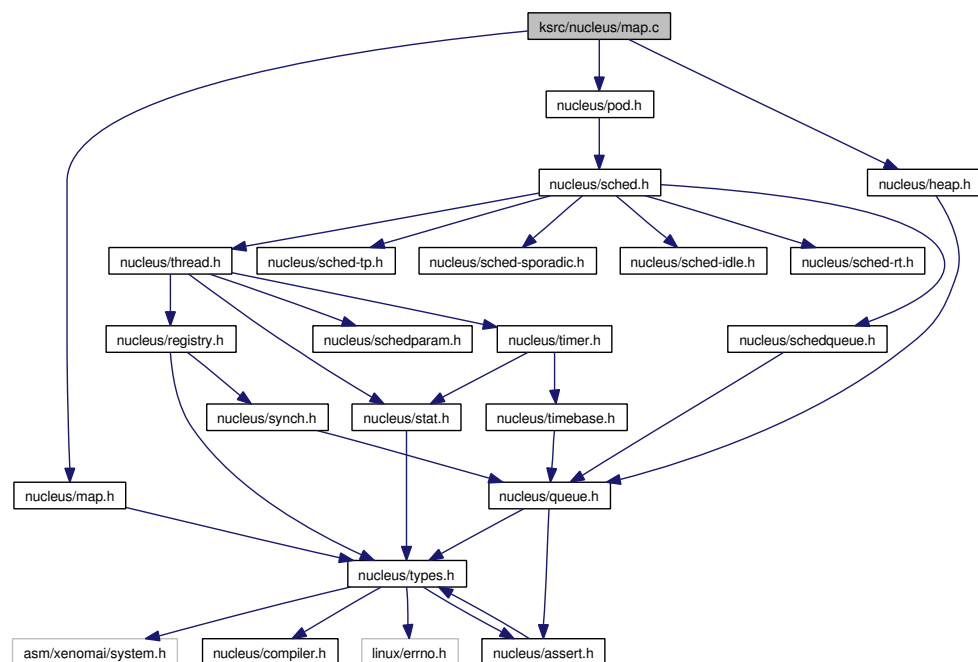 ksrc/nucleus/map.c
nucleus/pod.h
nucleus/sched.h
nucleus/heap.h
nucleus/thread.h
nucleus/sched-tp.h
nucleus/sched-sporadic.h
nucleus/sched-idle.h
nucleus/sched-rt.h
nucleus/registry.h
nucleus/schedparam.h
nucleus/timer.h
nucleus/schedqueue.h
nucleus/synch.h
nucleus/stat.h
nucleus/timebase.h
nucleus/map.h
nucleus/queue.h
nucleus/types.h
asm/xenomai/system.h
nucleus/compiler.h
linux/errno.h
nucleus/assert.h